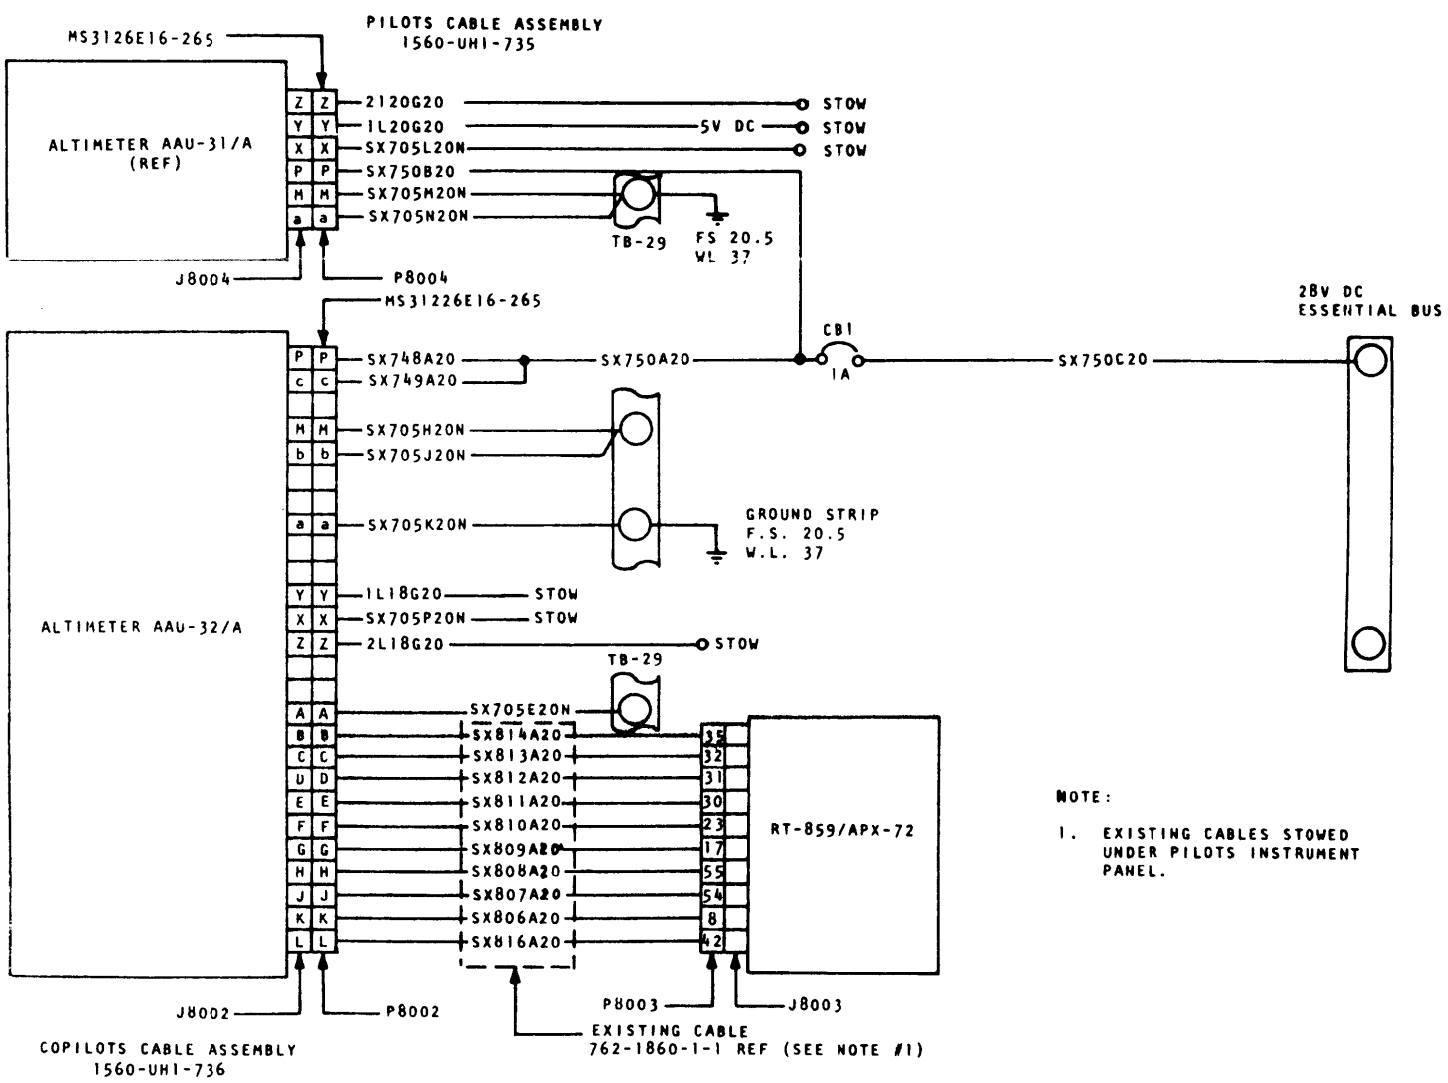 PILOTS CABLE ASSEMBLY
1560-UH1-735
MS3126E16-265
ALTIMETER AAU-31/A
(REF)
Z Z 2120G20 STOW
Y Y 1L20G20 5V DC STOW
X X SX705L20N STOW
P P SX750B20
M M SX705M20N
a a SX705N20N
TB-29
FS 20.5
WL 37
J8004
P8004
MS31226E16-265
28V DC
ESSENTIAL BUS
CB1
1A
P P SX748A20 SX750A20 SX750C20
c c SX749A20
M M SX705H20N
b b SX705J20N
a a SX705K20N
GROUND STRIP
F.S. 20.5
W.L. 37
Y Y 1L18G20 STOW
X X SX705P20N STOW
Z Z 2L18G20 STOW
ALTIMETER AAU-32/A
TB-29
A A SX705E20N
B B SX814A20 35
C C SX813A20 32
D D SX812A20 31
E E SX811A20 30
F F SX810A20 23
G G SX809A20 17
H H SX808A20 55
J J SX807A20 54
K K SX806A20 8
L L SX816A20 42
RT-859/APX-72
NOTE:
1. EXISTING CABLES STOWED
UNDER PILOTS INSTRUMENT
PANEL.
J8002
P8002
P8003
J8003
EXISTING CABLE
762-1860-1-1 REF (SEE NOTE #1)
COPILOTS CABLE ASSEMBLY
1560-UH1-736